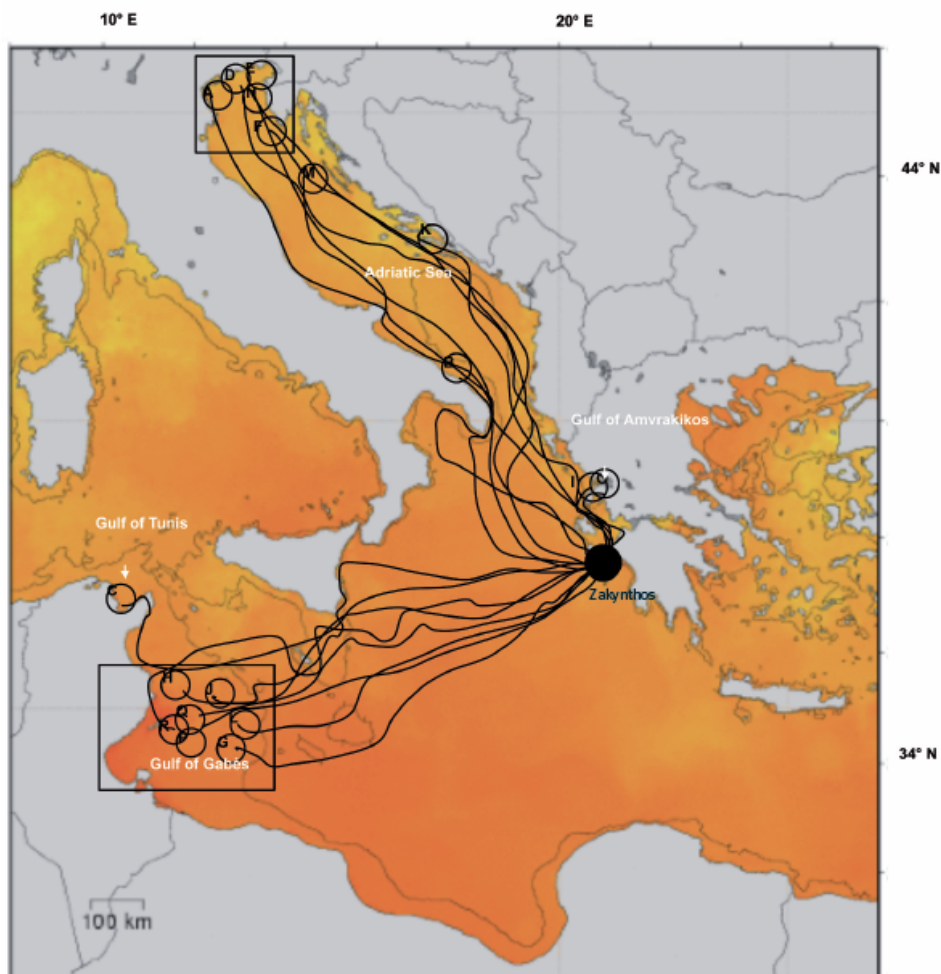 10° E
20° E
D
E
A
N
F
44° N
M
K
Adriatic Sea
B
Gulf of Amvrakikos
I
Gulf of Tunis
Zakynthos
H
J
G
34° N
Gulf of Gabès
100 km